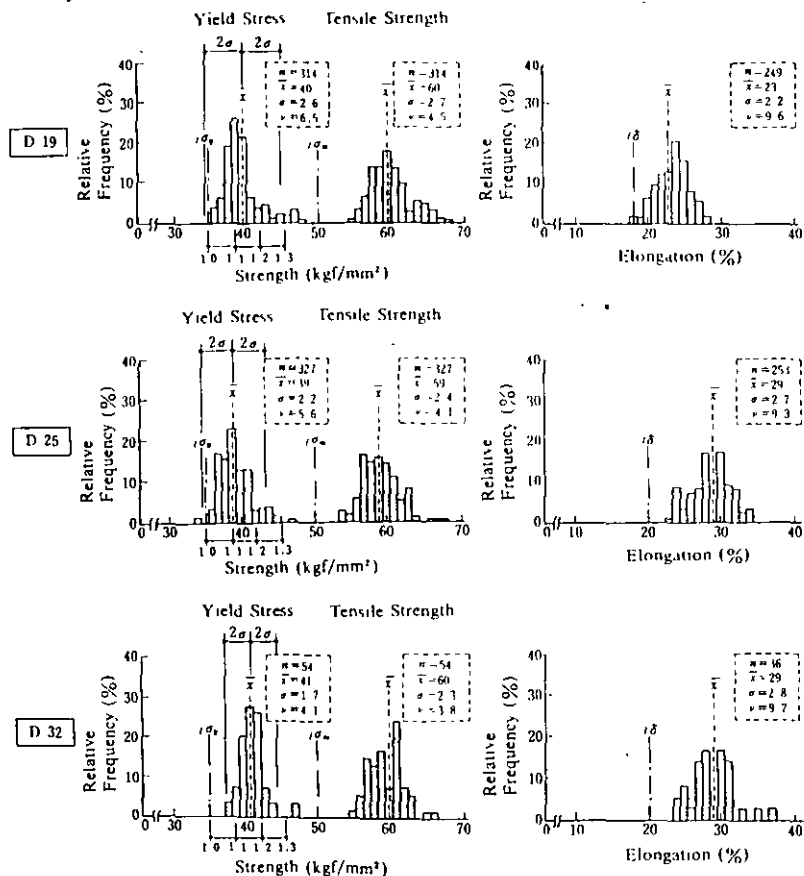 Yield Stress Tensile Strength
2σ 2σ
n=314
x̄=40
σ=2.6
ν=6.5
n=314
x̄=60
σ=2.7
ν=4.5
n=249
x̄=23
σ=2.2
ν=9.6
D 19
Relative Frequency (%)
40
30
20
10
0
x̄
x̄
0 30 40 50 60 70
1.0 1.1 1.2 1.3
Strength (kgf/mm²)
Relative Frequency (%)
40
30
20
10
0
x̄
sδ
0 10 20 30 40
Elongation (%)
Yield Stress Tensile Strength
2σ 2σ
n=327
x̄=39
σ=2.2
ν=5.6
n=327
x̄=59
σ=2.4
ν=4.1
n=253
x̄=29
σ=2.7
ν=9.3
D 25
Relative Frequency (%)
40
30
20
10
0
x̄
x̄
0 30 40 50 60 70
1.0 1.1 1.2 1.3
Strength (kgf/mm²)
Relative Frequency (%)
40
30
20
10
0
x̄
sδ
0 10 20 30 40
Elongation (%)
Yield Stress Tensile Strength
2σ 2σ
n=54
x̄=41
σ=1.7
ν=4.1
n=54
x̄=60
σ=2.3
ν=3.8
n=36
x̄=29
σ=2.8
ν=9.7
D 32
Relative Frequency (%)
40
30
20
10
0
x̄
x̄
0 30 40 50 60 70
1.0 1.1 1.2 1.3
Strength (kgf/mm²)
Relative Frequency (%)
40
30
20
10
0
x̄
sδ
0 10 20 30 40
Elongation (%)